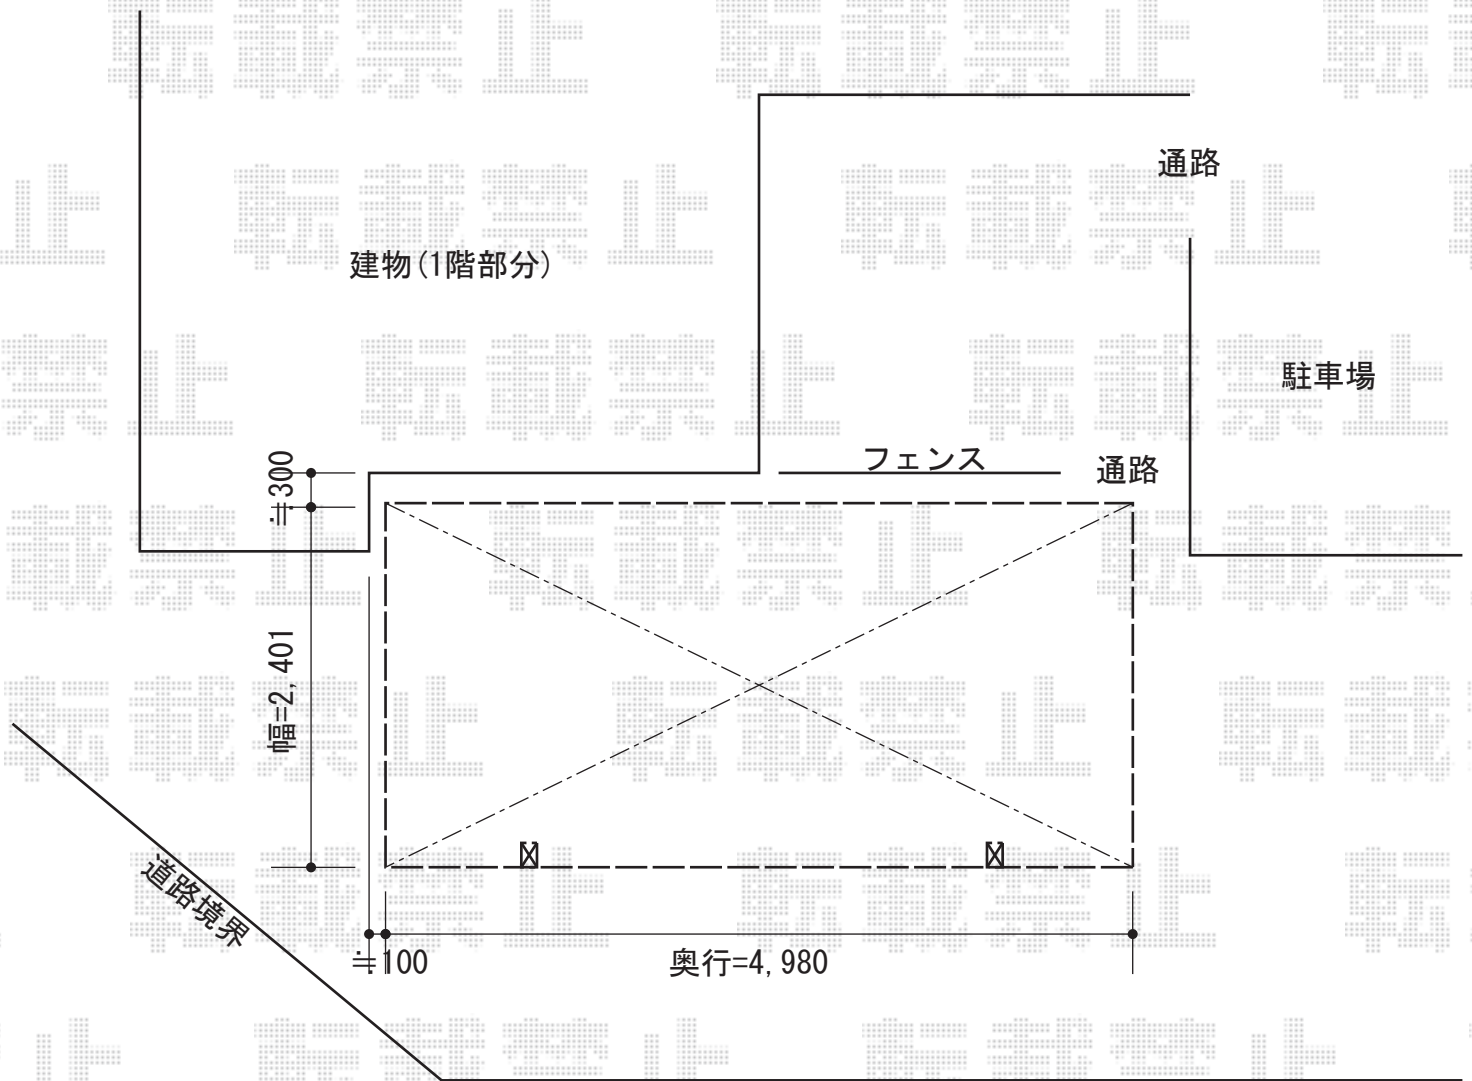 転載禁止
通路
建物(1階部分)
駐車場
フェンス
通路
≒300
幅=2,401
道路境界
≒100
奥行=4,980